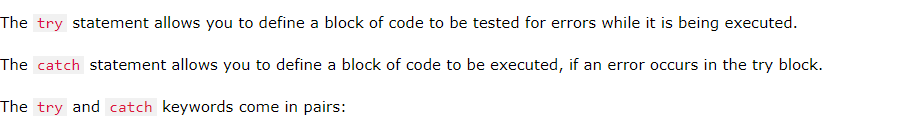 The try statement allows you to define a block of code to be tested for errors while it is being executed.
The catch statement allows you to define a block of code to be executed, if an error occurs in the try block.
The try and catch keywords come in pairs: